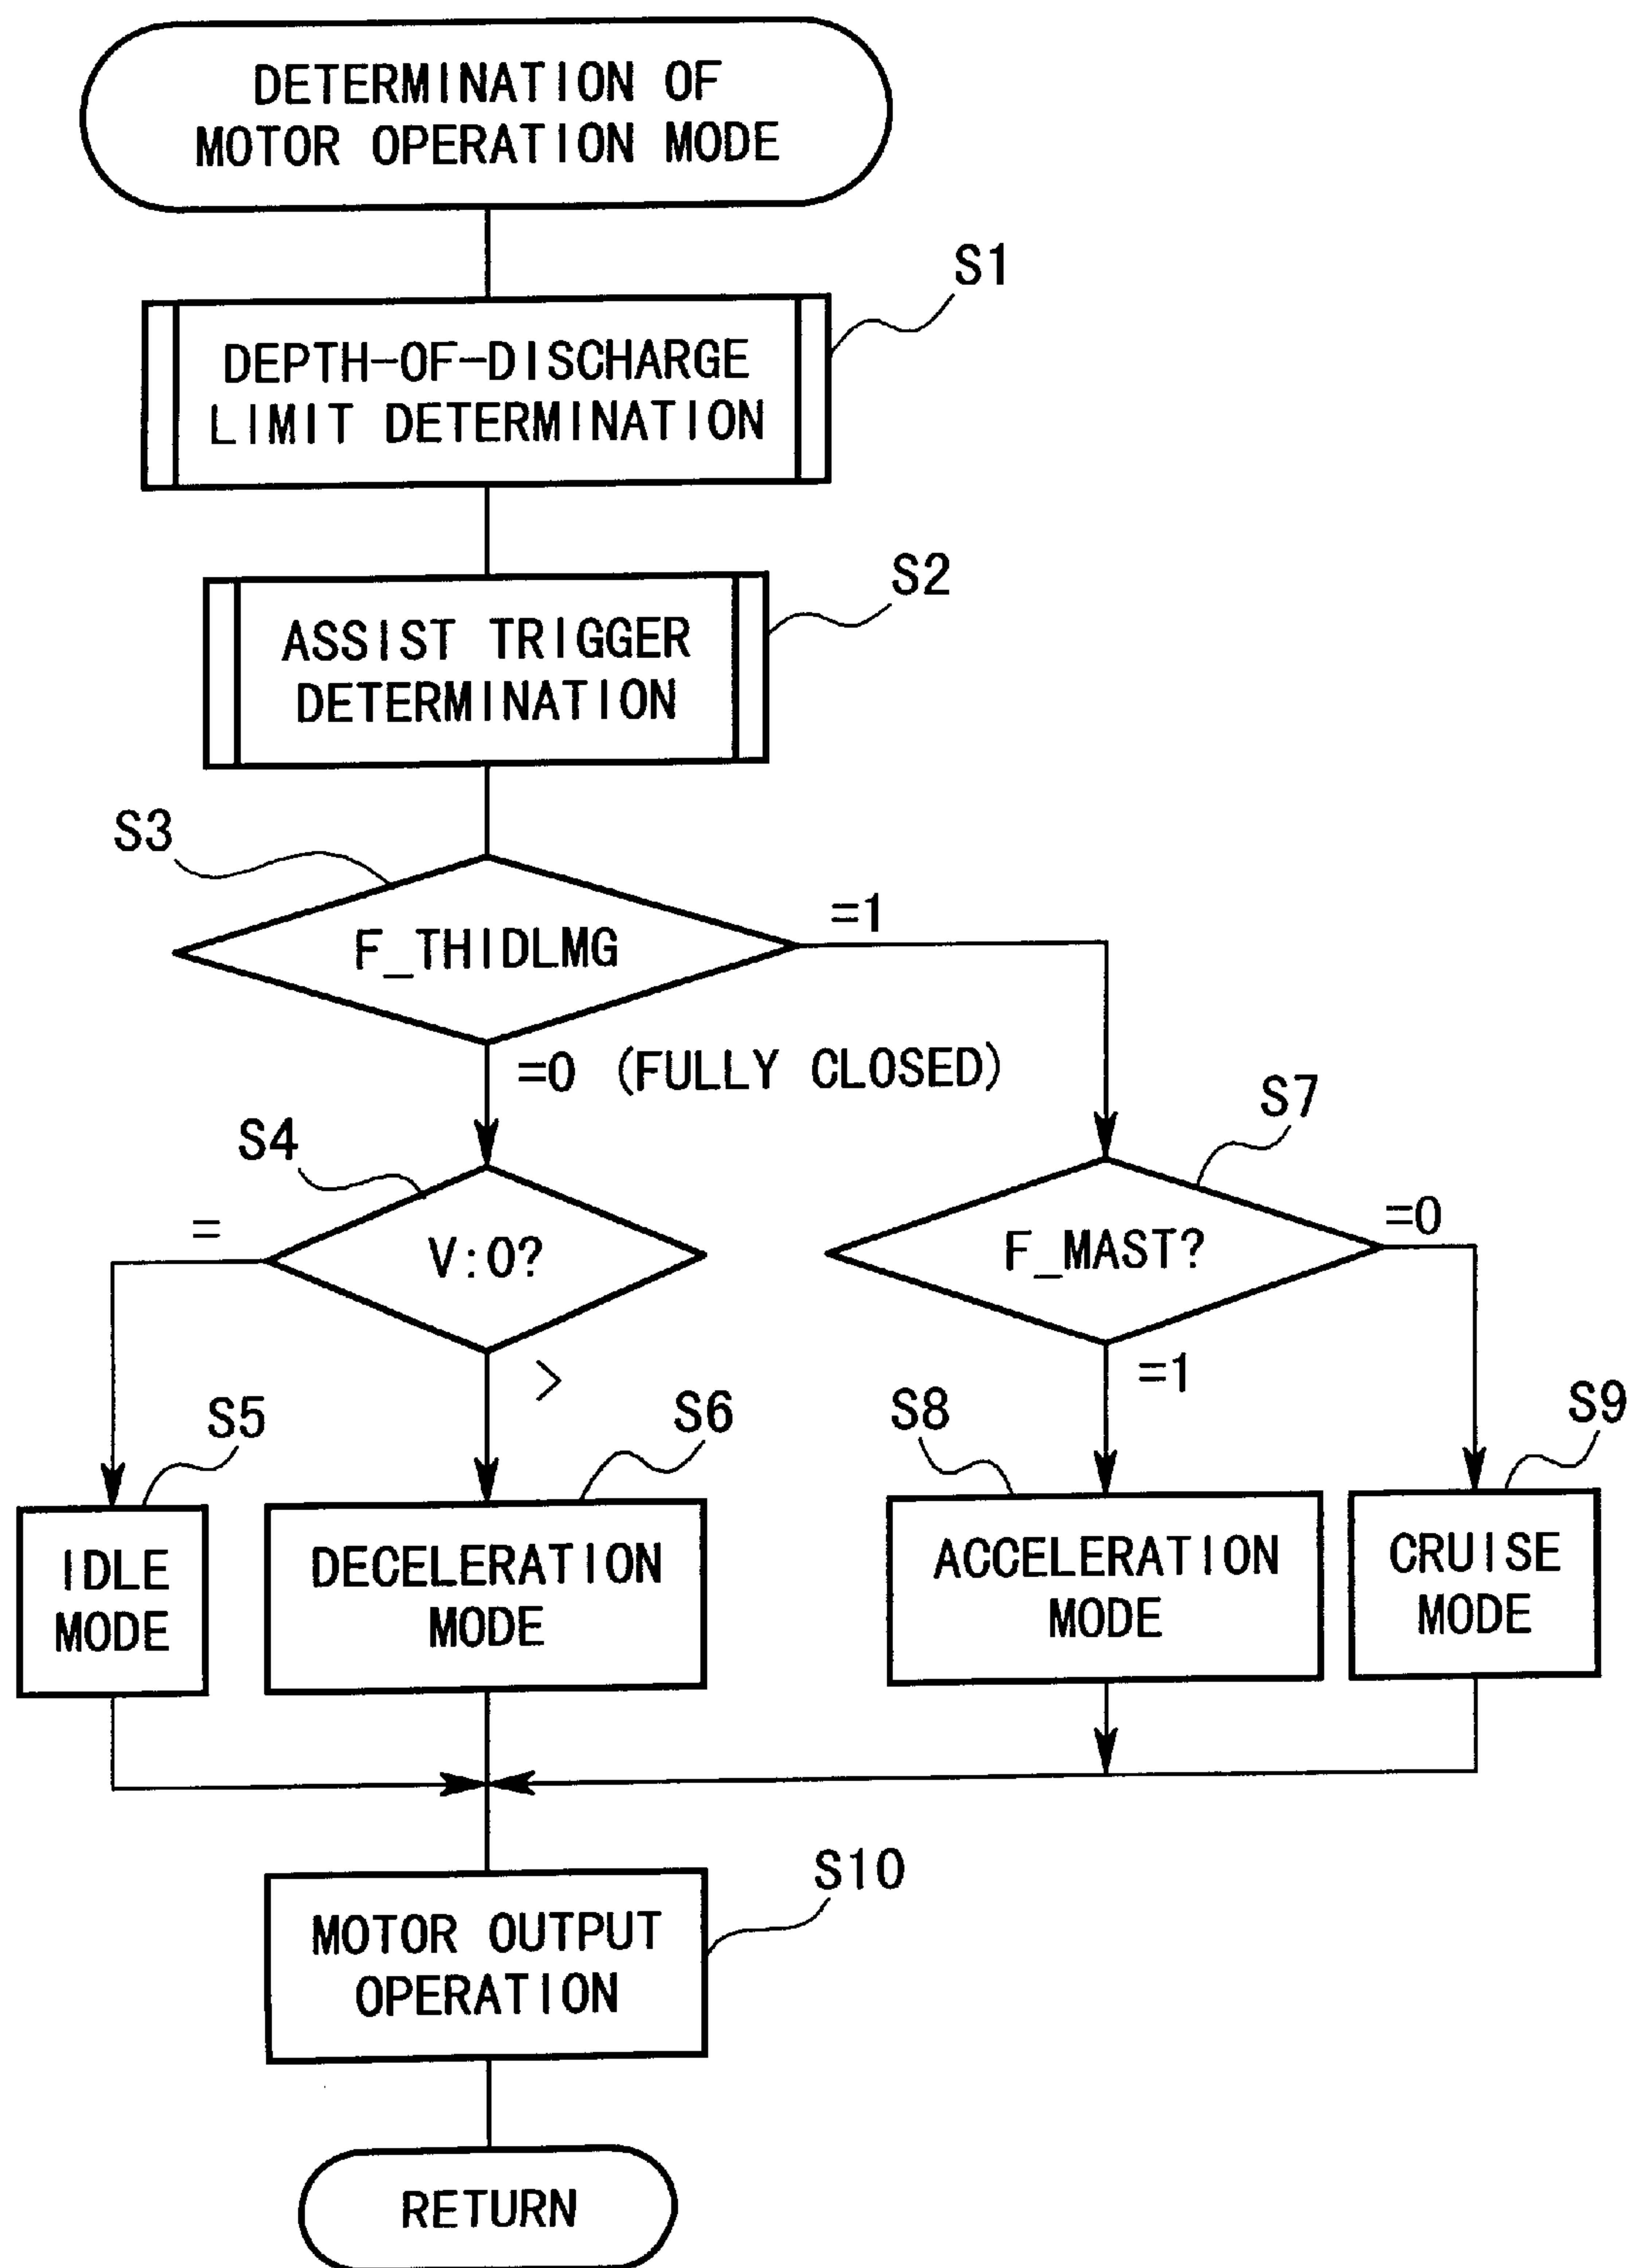 DETERMINATION OF
MOTOR OPERATION MODE
S1
DEPTH-OF-DISCHARGE
LIMIT DETERMINATION
S2
ASSIST TRIGGER
DETERMINATION
S3
F_THIDLMG
=1
=0 (FULLY CLOSED)
S4
=
V:0?
>
S7
F_MAST?
=0
=1
S5
IDLE
MODE
S6
DECELERATION
MODE
S8
ACCELERATION
MODE
S9
CRUISE
MODE
S10
MOTOR OUTPUT
OPERATION
RETURN